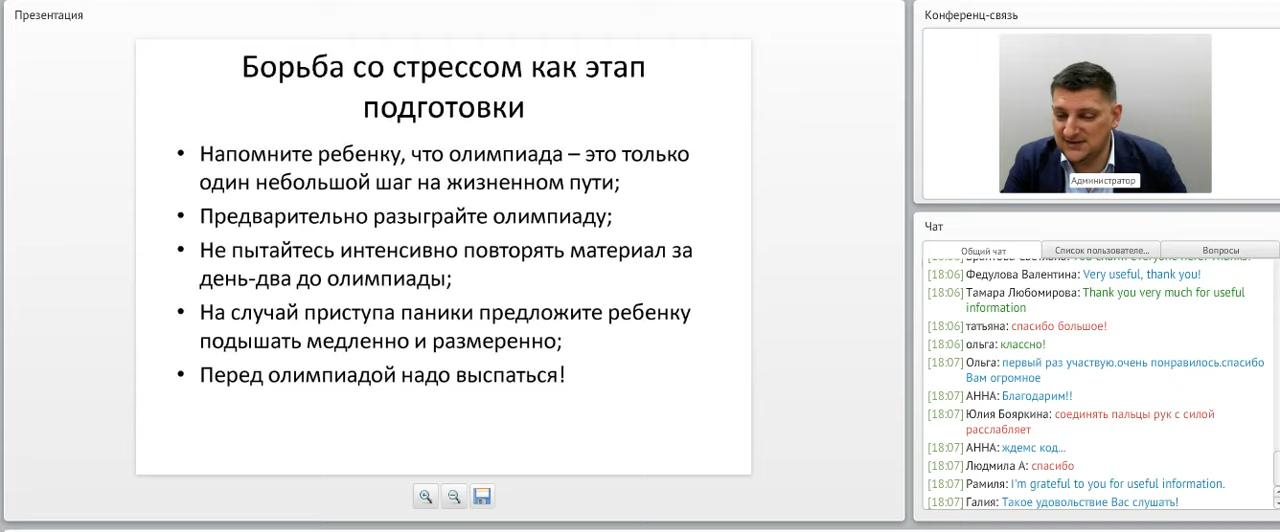 Презентация
Борьба со стрессом как этап
подготовки
• Напомните ребенку, что олимпиада – это только
один небольшой шаг на жизненном пути;
• Предварительно разыграйте олимпиаду;
• Не пытайтесь интенсивно повторять материал за
день-два до олимпиады;
• На случай приступа паники предложите ребенку
подышать медленно и размеренно;
• Перед олимпиадой надо выспаться!
Конференц-связь
Администратор
Чат
Общий чат
Список пользователе...
Вопросы
[18:06] Федулова Валентина: Very useful, thank you!
[18:06] Тамара Любомирова: Thank you very much for useful
information
[18:06] татьяна: спасибо большое!
[18:06] ольга: классно!
[18:07] Ольга: первый раз участвую.очень понравилось.спасибо
Вам огромное
[18:07] АННА: Благодарим!!
[18:07] Юлия Бояркина: соединять пальцы рук с силой
расслабляет
[18:07] АННА: ждемс код...
[18:07] Людмила А: спасибо
[18:07] Рамиля: I'm grateful to you for useful information.
[18:07] Галия: Такое удовольствие Вас слушать!